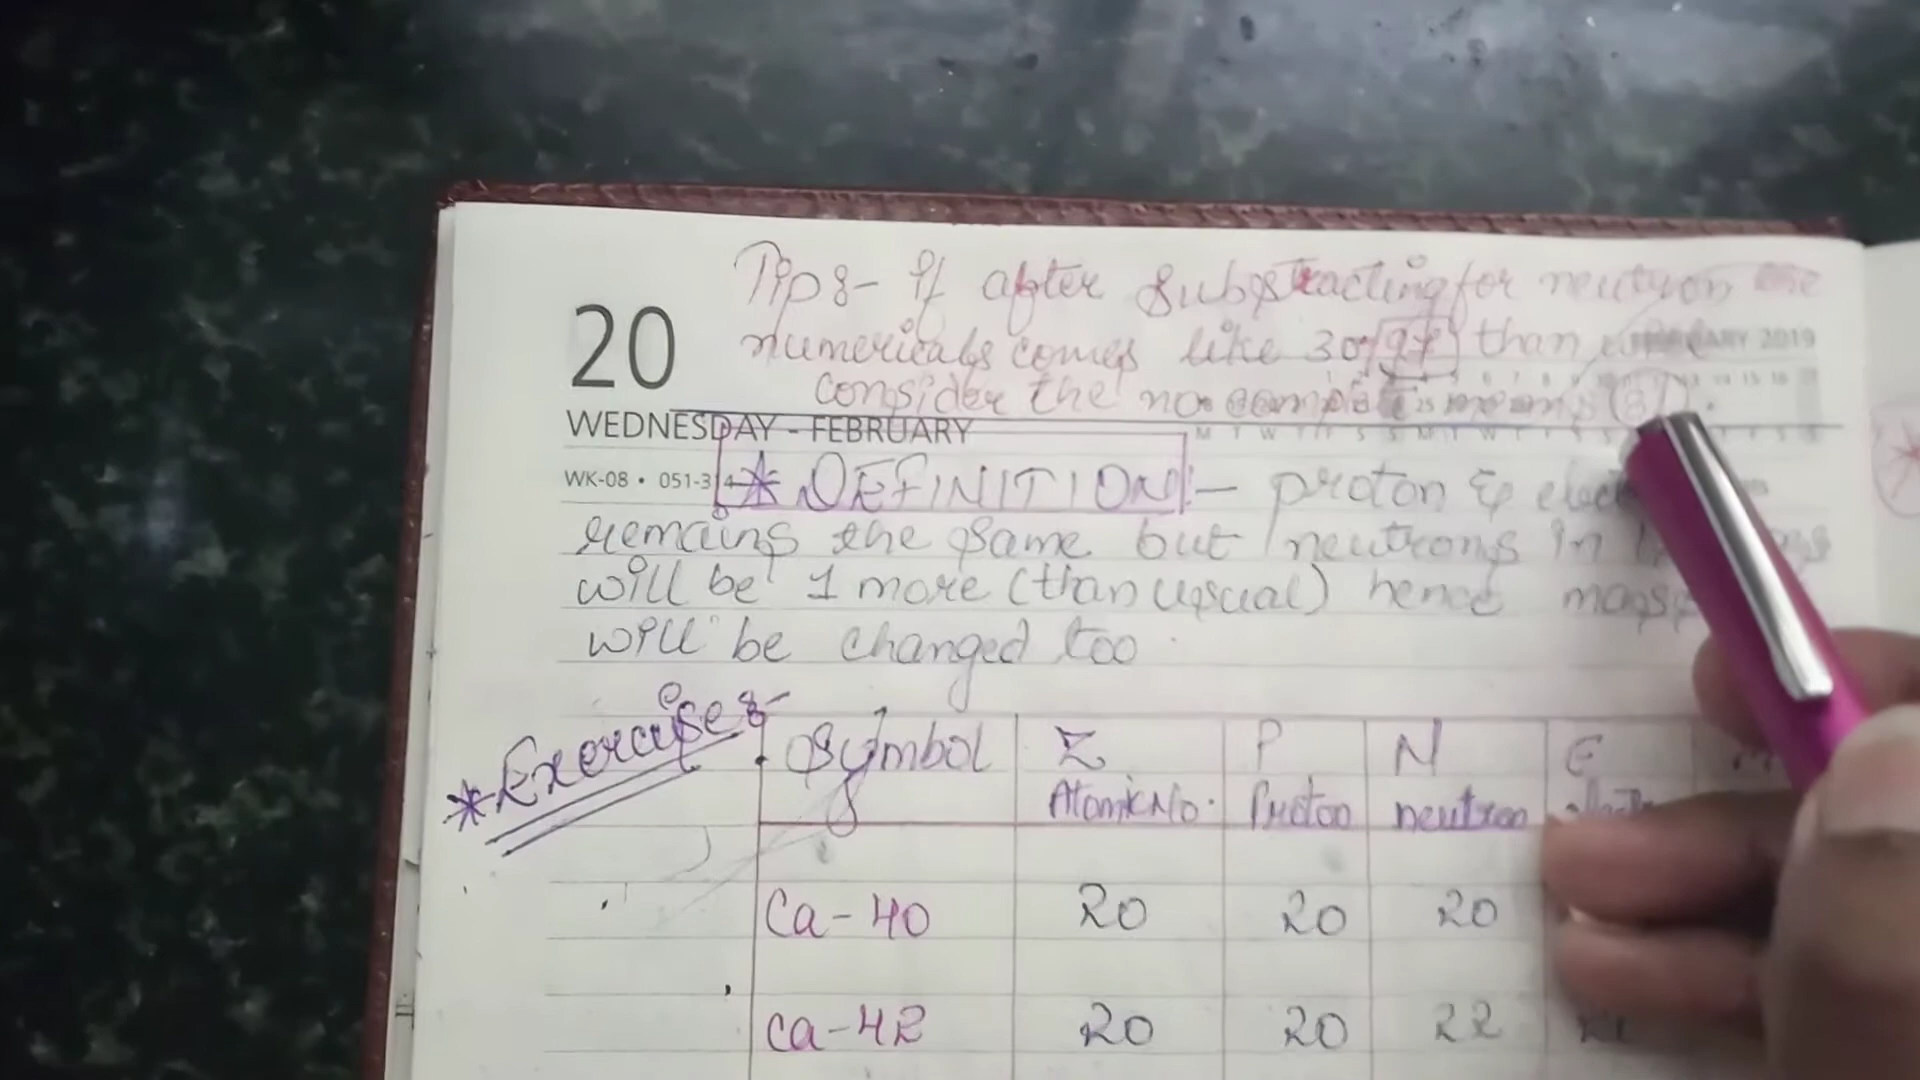 Tips- if after Substracting for neutron the
numericals comes like 30.97 than
consider the no. means (31)
20
FEBRUARY 2019
WEDNESDAY - FEBRUARY
M T W T F S S M T W T F S
WK-08 • 051-314
* DEFINITION:- proton & elec
remains the same but neutrons in
will be 1 more (than usual) hence mass
will be changed too.
* Exercise:-
Symbol Z P N E
Atomic No. Proton neutron
Ca-40 20 20 20
Ca-42 20 20 22